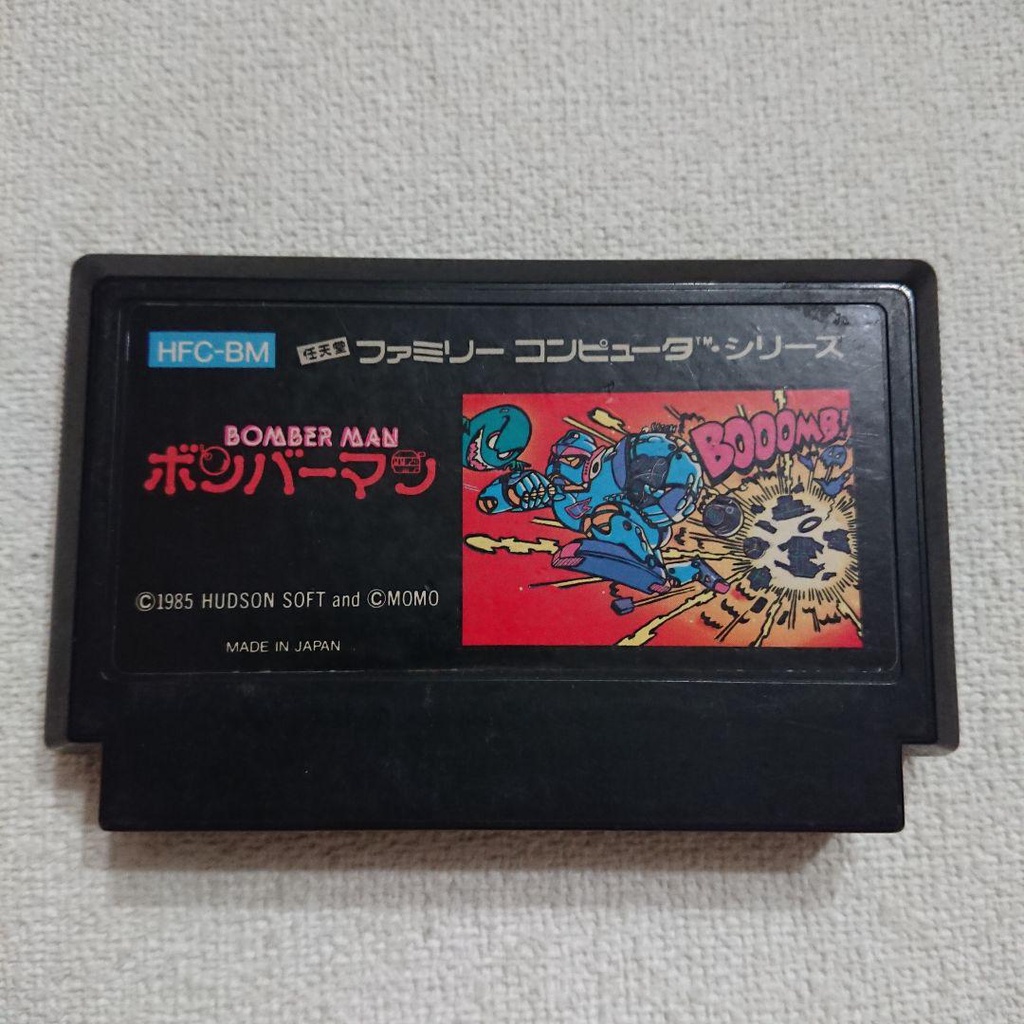 HFC-BM
任天堂 ファミリー コンピュータ™・シリーズ
BOMBER MAN
ボンバーマン
BOOOMB!
©1985 HUDSON SOFT and ©MOMO
MADE IN JAPAN